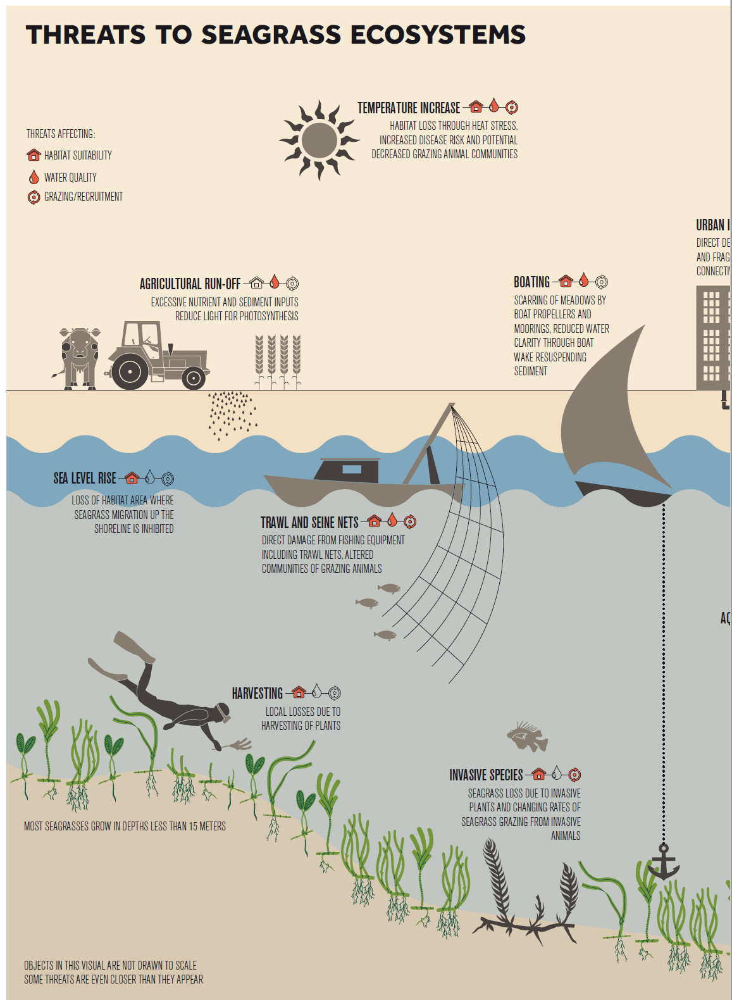 THREATS TO SEAGRASS ECOSYSTEMS
TEMPERATURE INCREASE
HABITAT LOSS THROUGH HEAT STRESS,
INCREASED DISEASE RISK AND POTENTIAL
DECREASED GRAZING ANIMAL COMMUNITIES
THREATS AFFECTING:
HABITAT SUITABILITY
WATER QUALITY
GRAZING/RECRUITMENT
URBAN
DIRECT
AND
AGRICULTURAL RUN-OFF
EXCESSIVE NUTRIENT AND SEDIMENT INPUTS
REDUCE LIGHT FOR PHOTOSYNTHESIS
BOATING
SCARRING OF MEADOWS BY
BOAT PROPELLERS AND
MOORINGS, REDUCED WATER
CLARITY THROUGH BOAT
WAKE RESUSPENDING
SEDIMENT
SEA LEVEL RISE
LOSS OF HABITAT AREA WHERE
SEAGRASS MIGRATION UP THE
SHORELINE IS INHIBITED
TRAWL AND SEINE NETS
DIRECT DAMAGE FROM FISHING EQUIPMENT
INCLUDING TRAWL NETS, ALTERED
COMMUNITIES OF GRAZING ANIMALS
HARVESTING
LOCAL LOSSES DUE TO
HARVESTING OF PLANTS
INVASIVE SPECIES
SEAGRASS LOSS DUE TO INVASIVE
PLANTS AND CHANGING RATES OF
SEAGRASS GRAZING FROM INVASIVE
ANIMALS
MOST SEAGRASSES GROW IN DEPTHS LESS THAN 15 METERS
OBJECTS IN THIS VISUAL ARE NOT DRAWN TO SCALE
SOME THREATS ARE EVEN CLOSER THAN THEY APPEAR